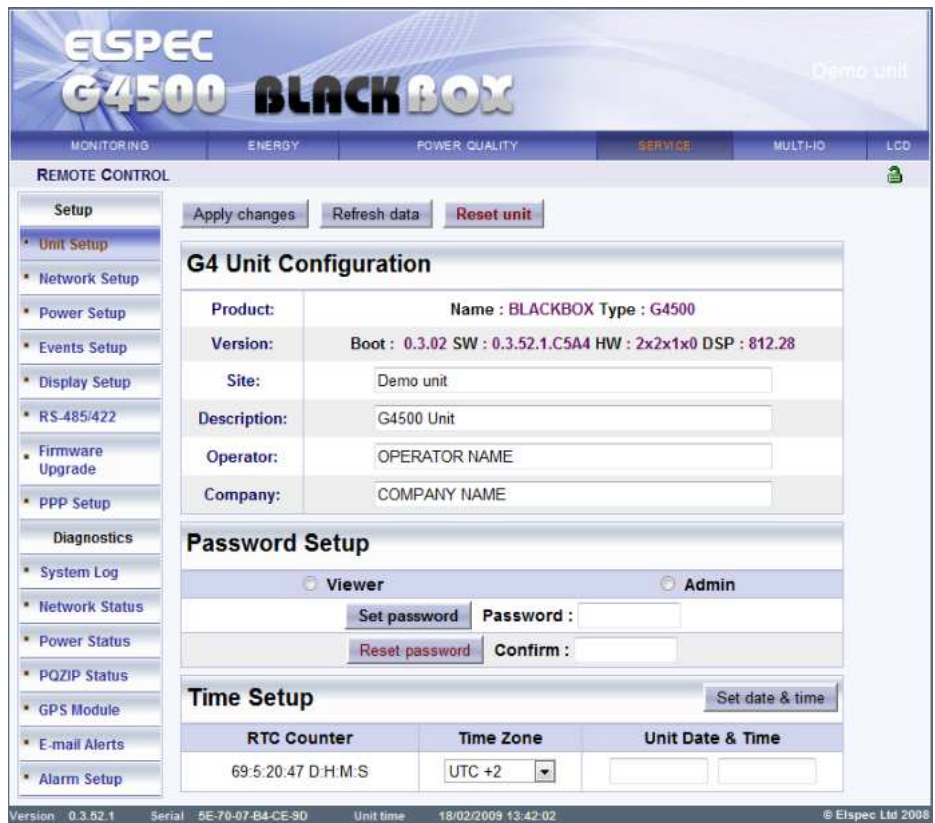 ELSPEC
G4500 BLACKBOX
Demo unit
MONITORING ENERGY POWER QUALITY SERVICE MULTI-IO LCD
REMOTE CONTROL
Setup
Unit Setup
Network Setup
Power Setup
Events Setup
Display Setup
RS-485/422
Firmware
Upgrade
PPP Setup
Diagnostics
System Log
Network Status
Power Status
PQZIP Status
GPS Module
E-mail Alerts
Alarm Setup
Apply changes Refresh data Reset unit
G4 Unit Configuration
Product: Name : BLACKBOX Type : G4500
Version: Boot : 0.3.02 SW : 0.3.52.1.C5A4 HW : 2x2x1x0 DSP : 812.28
Site: Demo unit
Description: G4500 Unit
Operator: OPERATOR NAME
Company: COMPANY NAME
Password Setup
Viewer Admin
Set password Password :
Reset password Confirm :
Time Setup Set date & time
RTC Counter Time Zone Unit Date & Time
69:5:20:47 D:H:M:S UTC +2
Version 0.3.52.1 Serial 5E-70-07-B4-CE-9D Unit time 18/02/2009 13:42:02 © Elspec Ltd 2008